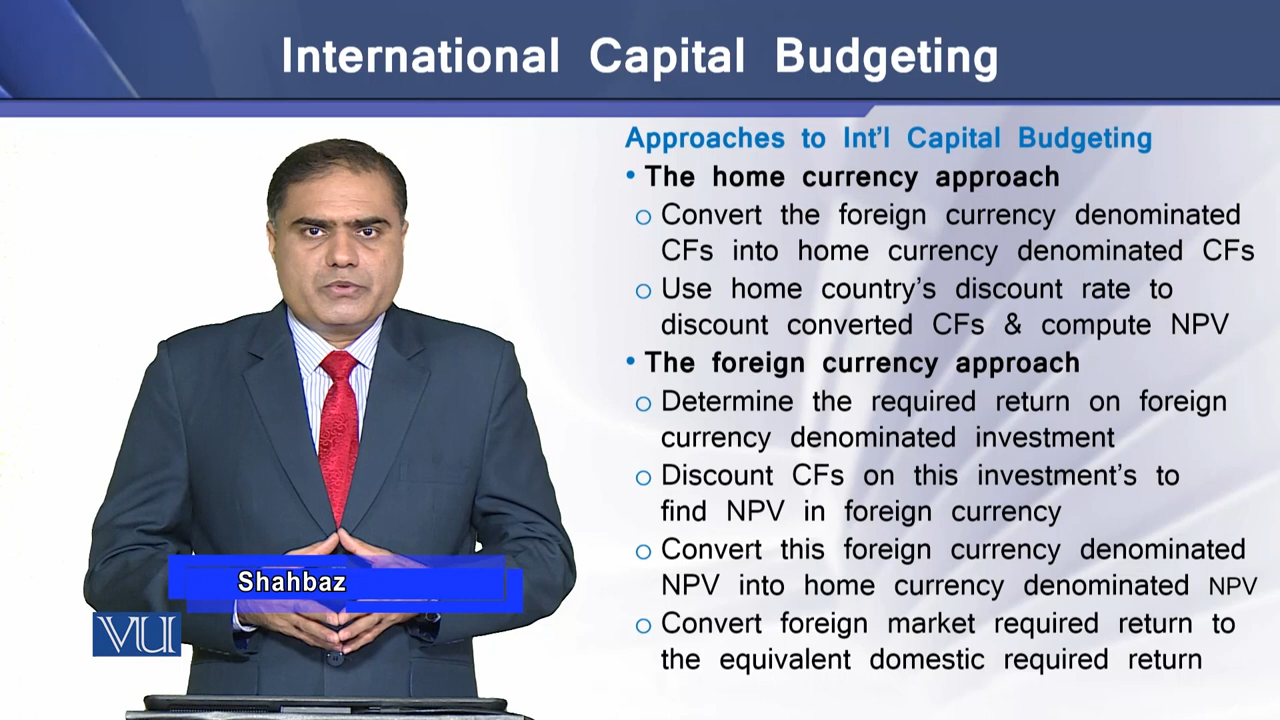 International Capital Budgeting
Approaches to Int'l Capital Budgeting
• The home currency approach
o Convert the foreign currency denominated
CFs into home currency denominated CFs
o Use home country's discount rate to
discount converted CFs & compute NPV
• The foreign currency approach
o Determine the required return on foreign
currency denominated investment
o Discount CFs on this investment's to
find NPV in foreign currency
o Convert this foreign currency denominated
NPV into home currency denominated NPV
o Convert foreign market required return to
the equivalent domestic required return
Shahbaz
VU